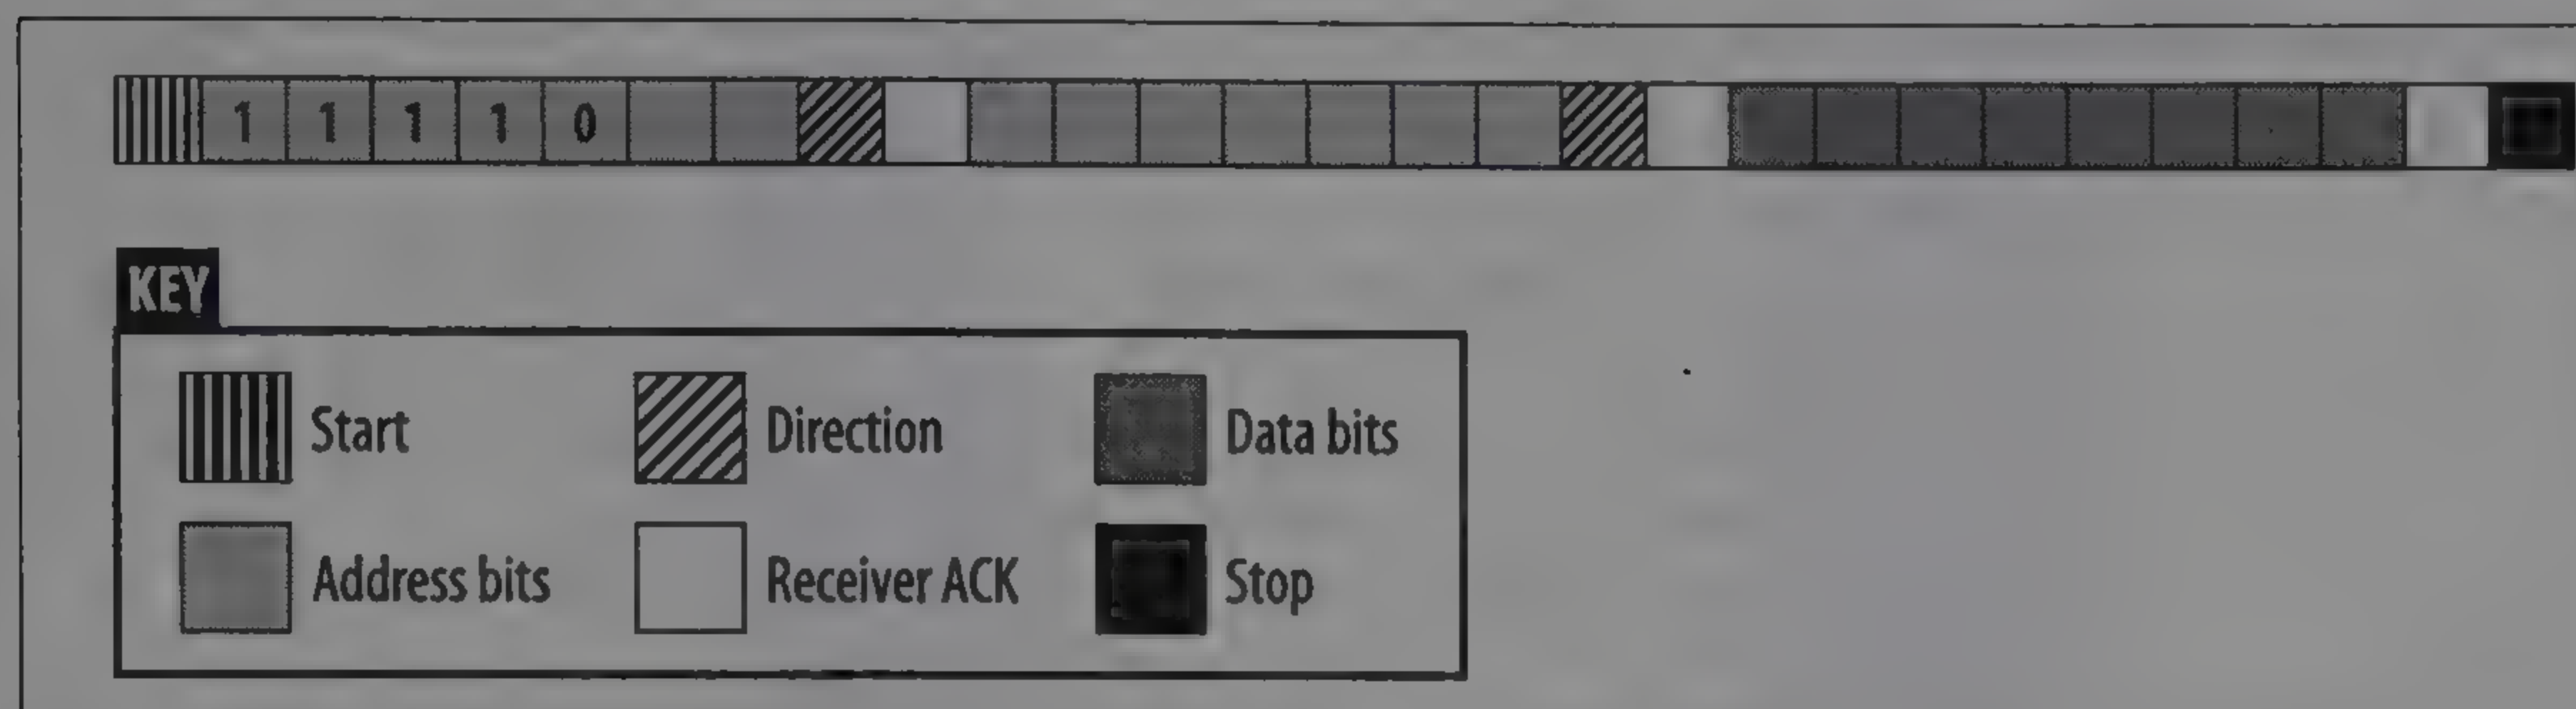 1 1 1 1 0
KEY
Start Direction Data bits
Address bits Receiver ACK Stop